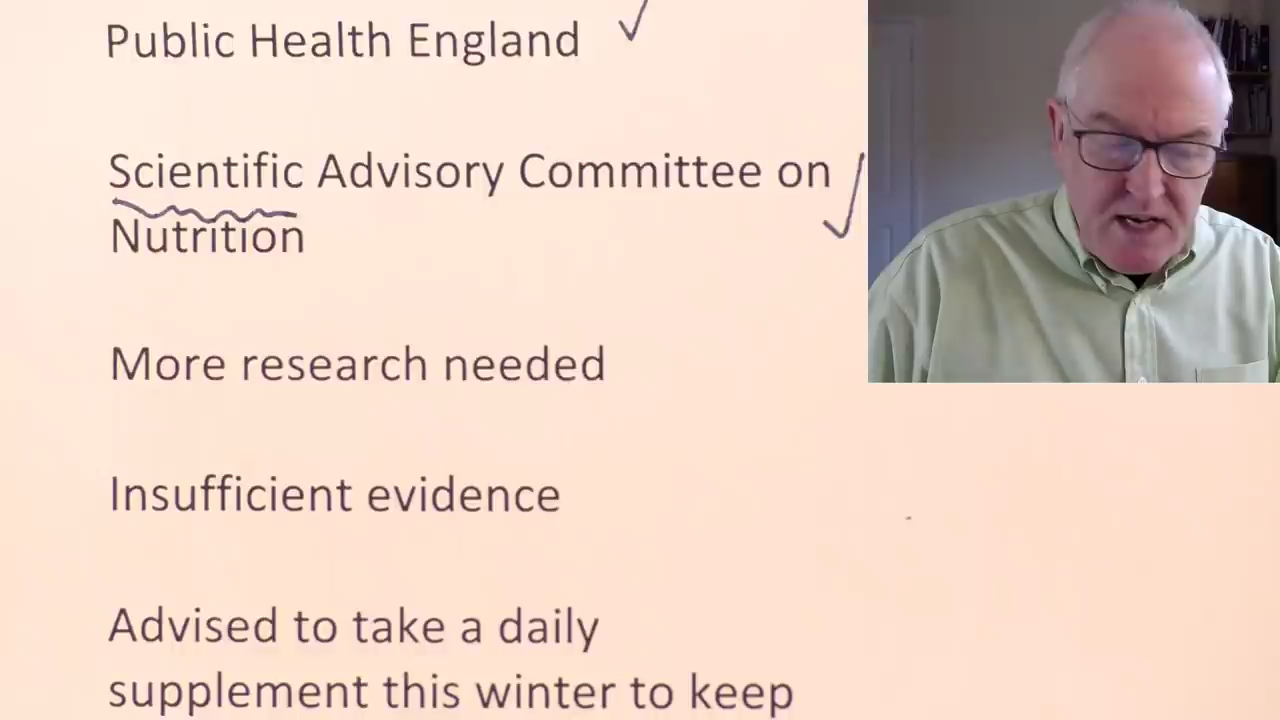 Public Health England
Scientific Advisory Committee on
Nutrition
More research needed
Insufficient evidence
Advised to take a daily
supplement this winter to keep